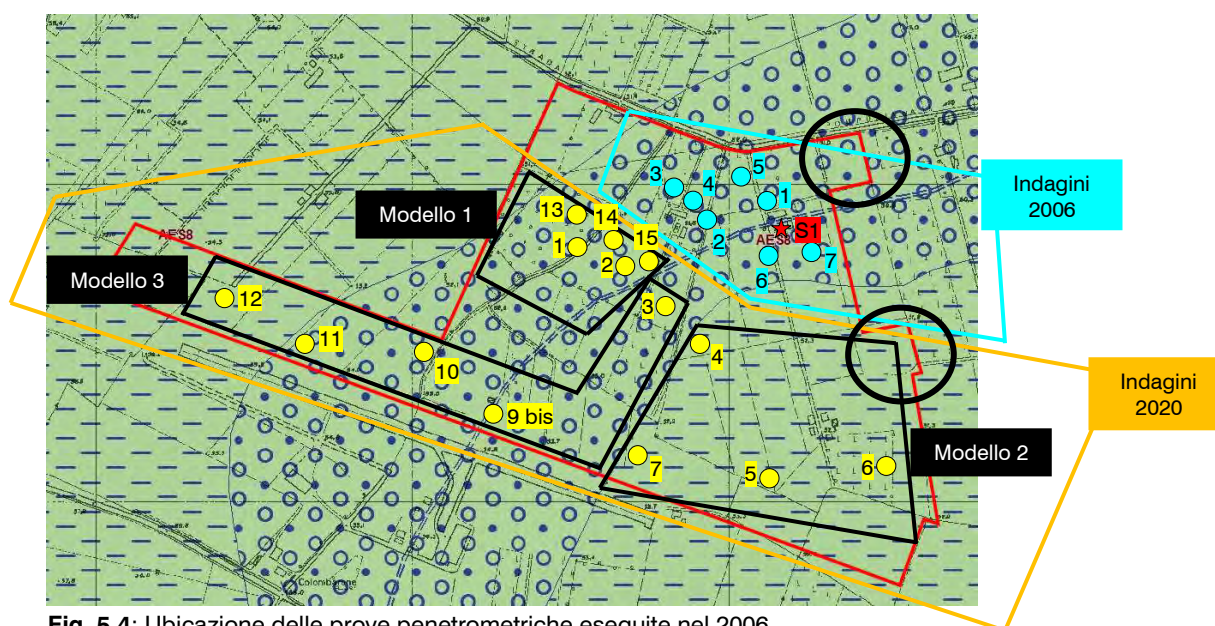 STRADA
Indagini
2006
3
4
5
1
2
S1
AES8
6
7
Modello 1
13
14
15
1
2
3
AES8
Modello 3
12
11
10
9 bis
4
7
5
6
Modello 2
Indagini
2020
Colombarone
Fig. 5.4: Ubicazione delle prove penetrometriche eseguite nel 2006